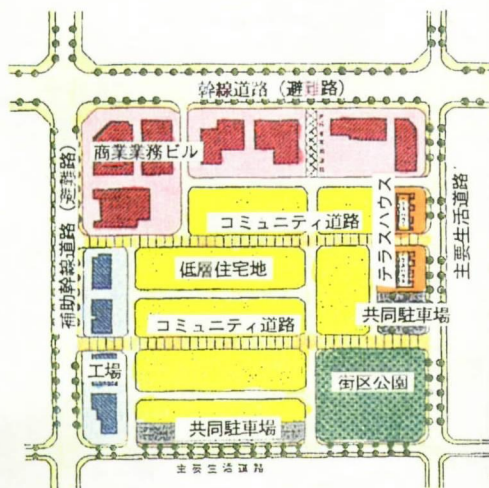 幹線道路（避難路）
商業業務ビル
補助幹線道路（避難路）
コミュニティ道路
テラスハウス
主要生活道路
低層住宅地
コミュニティ道路
共同駐車場
工場
街区公園
共同駐車場
主要生活道路